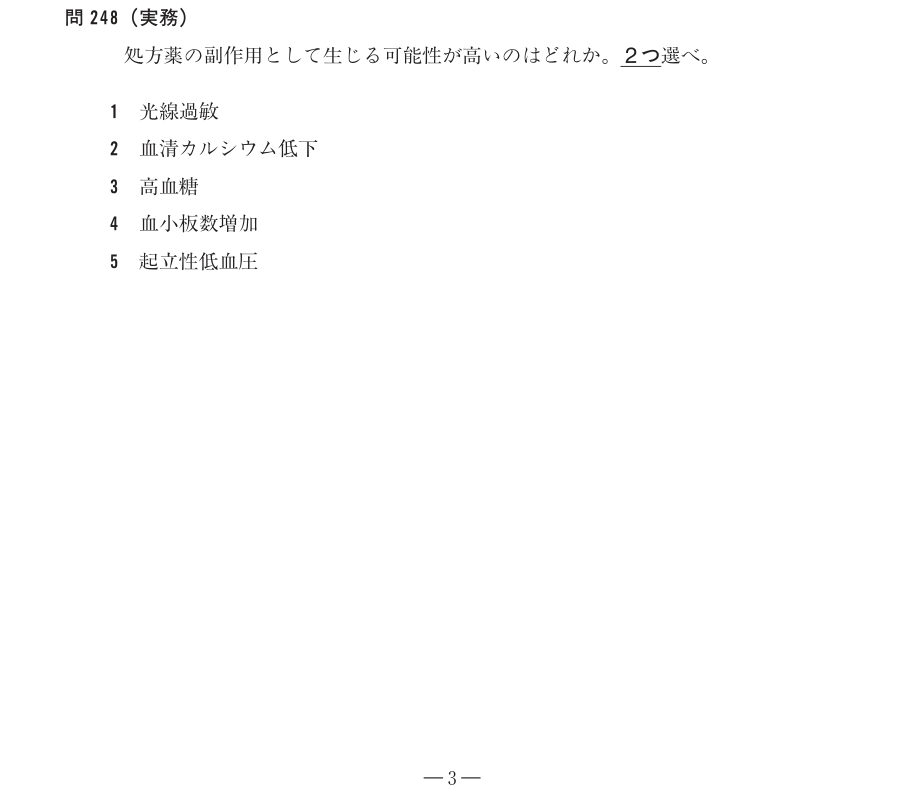 問 248（実務）
処方薬の副作用として生じる可能性が高いのはどれか。２つ選べ。
1 光線過敏
2 血清カルシウム低下
3 高血糖
4 血小板数増加
5 起立性低血圧
― 3 ―